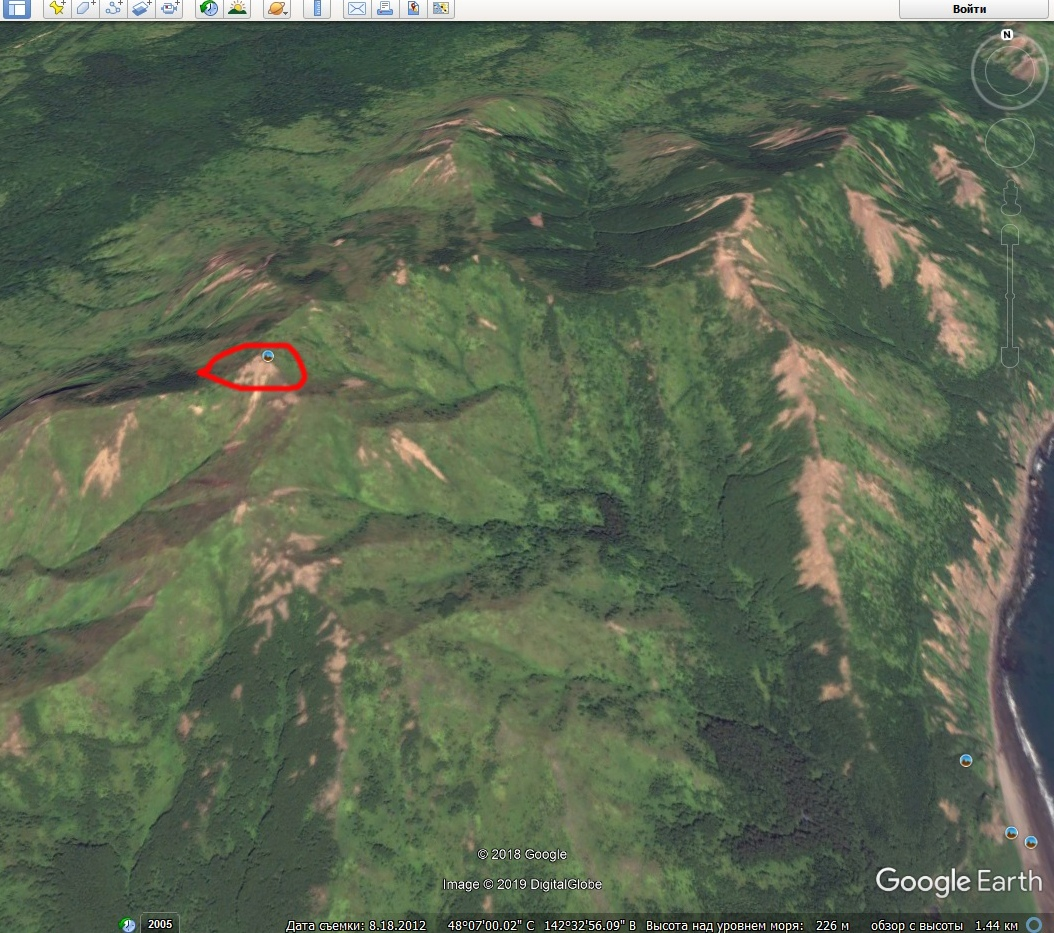 Войти
N
© 2018 Google
Image © 2019 DigitalGlobe
Google Earth
2005 Дата съемки: 8.18.2012 48°07'00.02" С 142°32'56.09" В Высота над уровнем моря: 226 м обзор с высоты 1.44 км